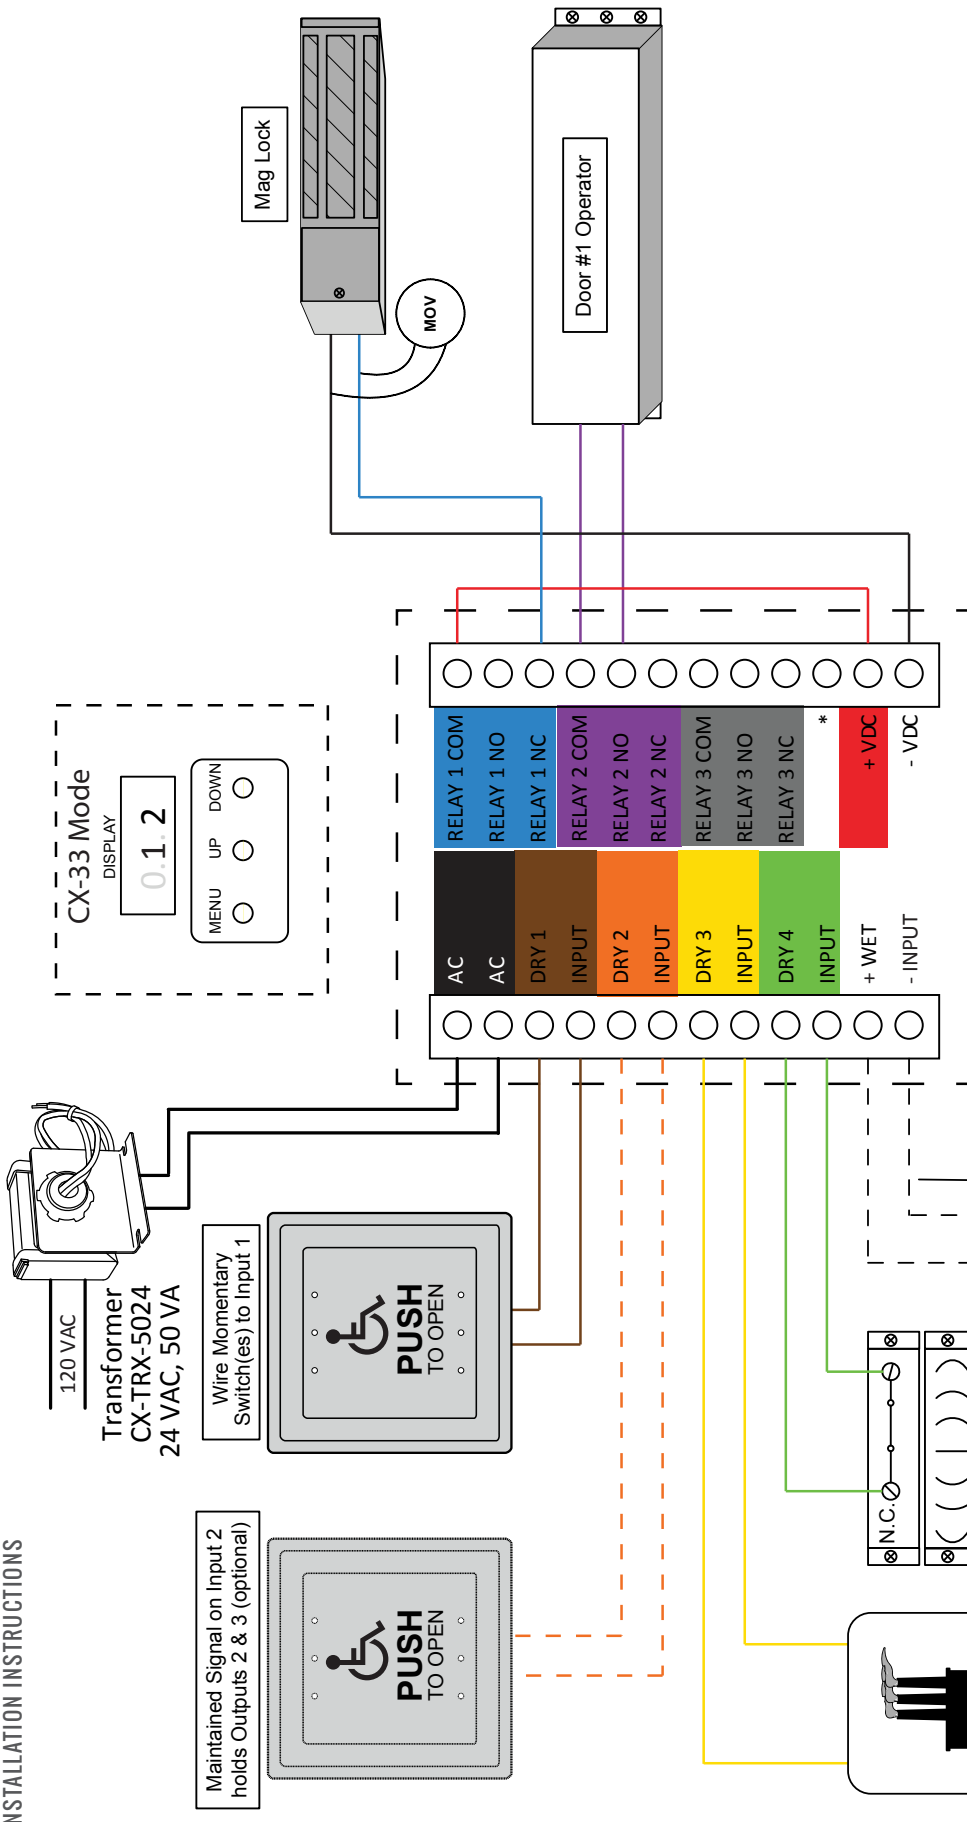 NSTALLATION INSTRUCTIONS
Maintained Signal on Input 2
holds Outputs 2 & 3 (optional)
PUSH
TO OPEN
120 VAC
Transformer
CX-TRX-5024
24 VAC, 50 VA
Wire Momentary
Switch(es) to Input 1
PUSH
TO OPEN
N.C.
CX-33 Mode
DISPLAY
0.1.2
MENU
UP
DOWN
AC
AC
DRY 1
INPUT
DRY 2
INPUT
DRY 3
INPUT
DRY 4
INPUT
+ WET
- INPUT
RELAY 1 COM
RELAY 1 NO
RELAY 1 NC
RELAY 2 COM
RELAY 2 NO
RELAY 2 NC
RELAY 3 COM
RELAY 3 NO
RELAY 3 NC
*
+ VDC
- VDC
Mag Lock
MOV
Door #1 Operator